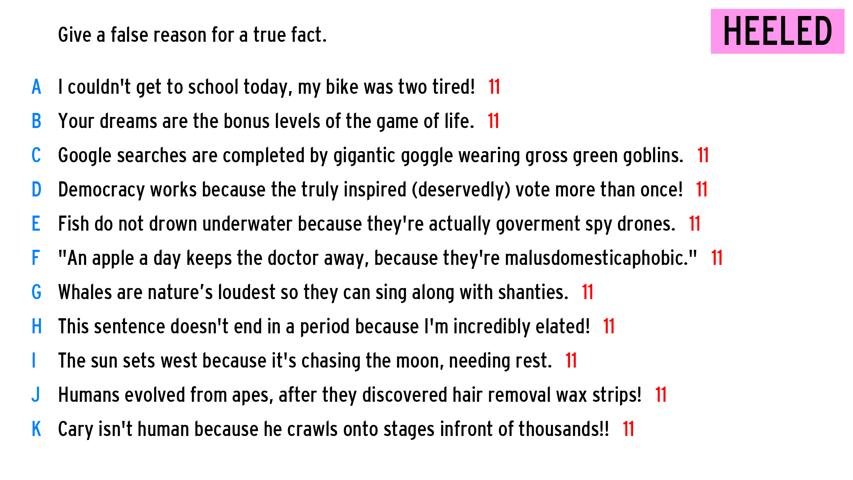 Give a false reason for a true fact.
HEELED
A I couldn't get to school today, my bike was two tired! 11
B Your dreams are the bonus levels of the game of life. 11
C Google searches are completed by gigantic goggle wearing gross green goblins. 11
D Democracy works because the truly inspired (deservedly) vote more than once! 11
E Fish do not drown underwater because they're actually goverment spy drones. 11
F "An apple a day keeps the doctor away, because they're malusdomesticaphobic." 11
G Whales are nature’s loudest so they can sing along with shanties. 11
H This sentence doesn't end in a period because I'm incredibly elated! 11
I The sun sets west because it's chasing the moon, needing rest. 11
J Humans evolved from apes, after they discovered hair removal wax strips! 11
K Cary isn't human because he crawls onto stages infront of thousands!! 11